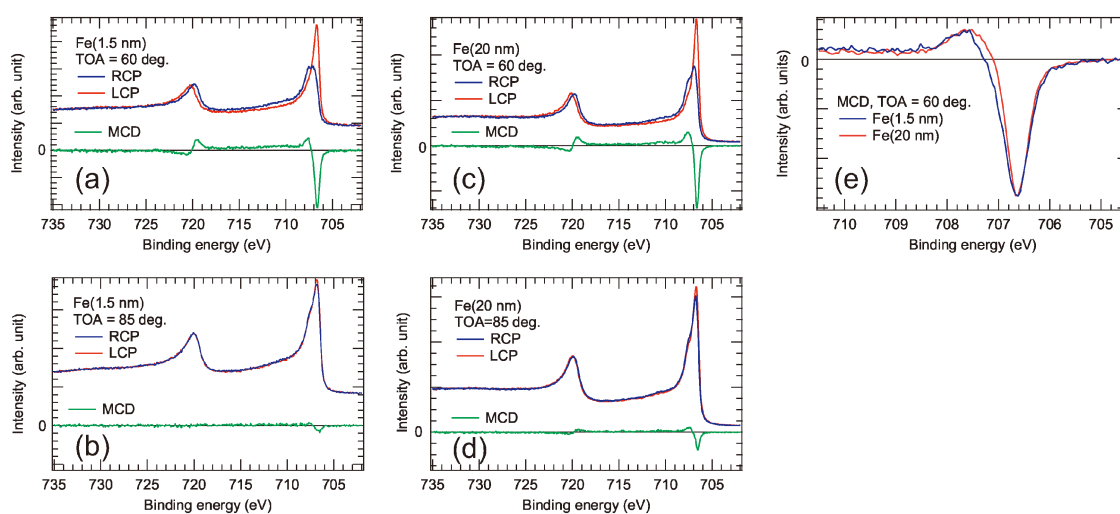 Intensity (arb. unit)
Fe(1.5 nm)
TOA = 60 deg.
RCP
LCP
MCD
0
(a)
735 730 725 720 715 710 705
Binding energy (eV)
Intensity (arb. unit)
Fe(20 nm)
TOA = 60 deg.
RCP
LCP
MCD
0
(c)
735 730 725 720 715 710 705
Binding energy (eV)
Intensity (arb. units)
0
MCD, TOA = 60 deg.
Fe(1.5 nm)
Fe(20 nm)
(e)
710 709 708 707 706 705
Binding energy (eV)
Intensity (arb. unit)
Fe(1.5 nm)
TOA = 85 deg.
RCP
LCP
MCD
0
(b)
735 730 725 720 715 710 705
Binding energy (eV)
Intensity (arb. unit)
Fe(20 nm)
TOA=85 deg.
RCP
LCP
MCD
0
(d)
735 730 725 720 715 710 705
Binding energy (eV)